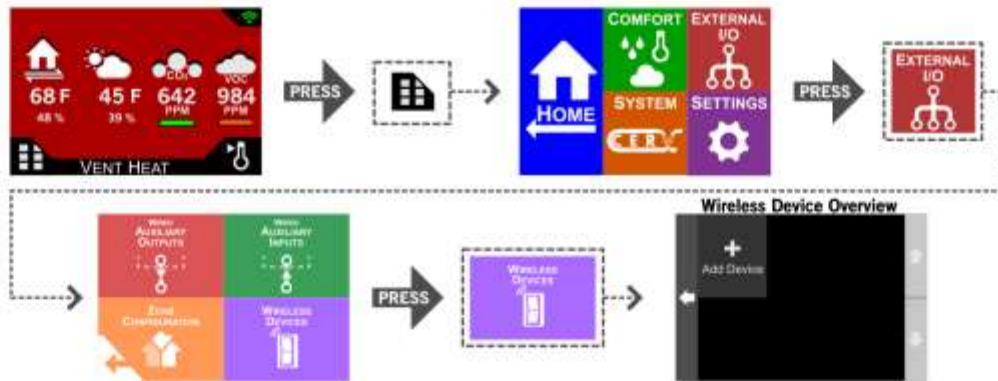 68 F
48 %
45 F
39 %
CO2
642
PPM
VOC
984
PPM
VENT HEAT
PRESS
HOME
COMFORT
EXTERNAL
I/O
SYSTEM
CERV
SETTINGS
PRESS
EXTERNAL
I/O
WIRED
AUXILIARY
OUTPUTS
WIRED
AUXILIARY
INPUTS
ZONE
CONFIGURATION
WIRELESS
DEVICES
PRESS
WIRELESS
DEVICES
Wireless Device Overview
+
Add Device